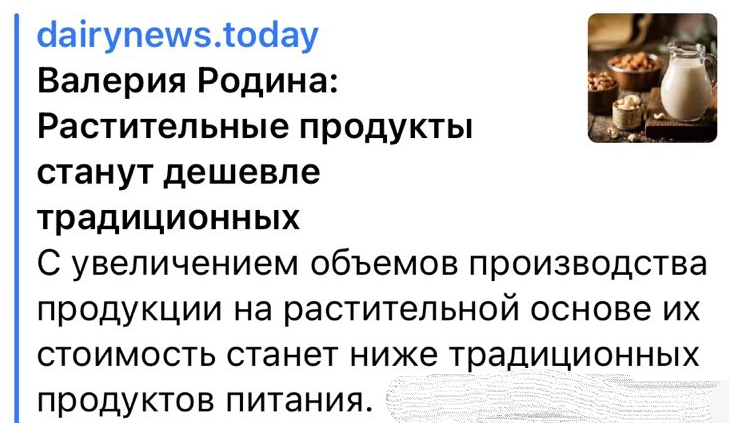 dairynews.today
Валерия Родина:
Растительные продукты
станут дешевле
традиционных
С увеличением объемов производства
продукции на растительной основе их
стоимость станет ниже традиционных
продуктов питания.